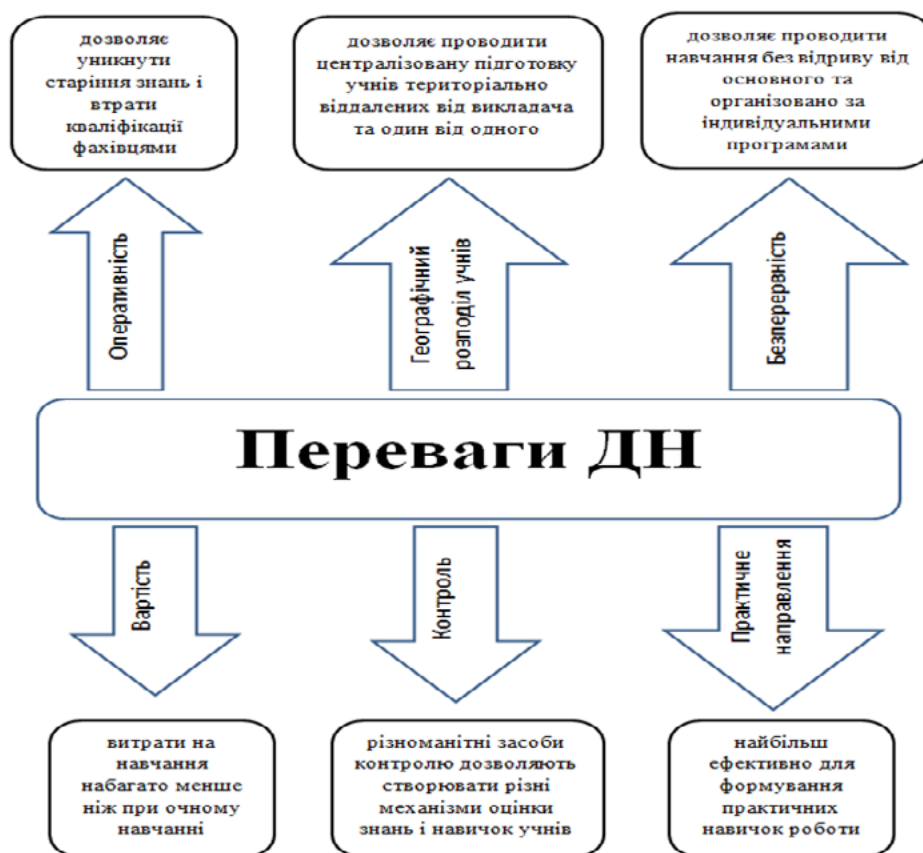 дозволяє
уникнути
старіння знань і
втрати
кваліфікації
фахівцями
дозволяє проводити
централізовану підготовку
учнів територіально
віддалених від викладача
та один від одного
дозволяє проводити
навчання без відриву від
основного та
організовано за
індивідуальними
програмами
Оперативність
Географічний
розподіл учнів
Безперервність
Переваги ДН
Вартість
Контроль
Практичне
направлення
витрати на
навчання
набагато менше
ніж при очному
навчанні
різноманітні засоби
контролю дозволяють
створювати різні
механізми оцінки
знань і навичок учнів
найбільш
ефективно для
формування
практичних
навичок роботи